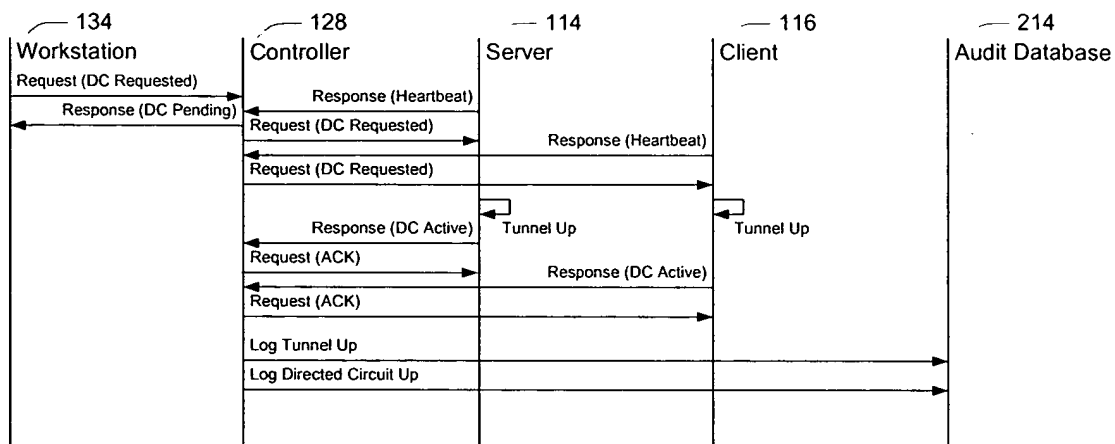 134 128 114 116 214
Workstation Controller Server Client Audit Database
Request (DC Requested)
Response (Heartbeat)
Response (DC Pending)
Request (DC Requested)
Response (Heartbeat)
Request (DC Requested)
Tunnel Up Tunnel Up
Response (DC Active)
Request (ACK)
Response (DC Active)
Request (ACK)
Log Tunnel Up
Log Directed Circuit Up